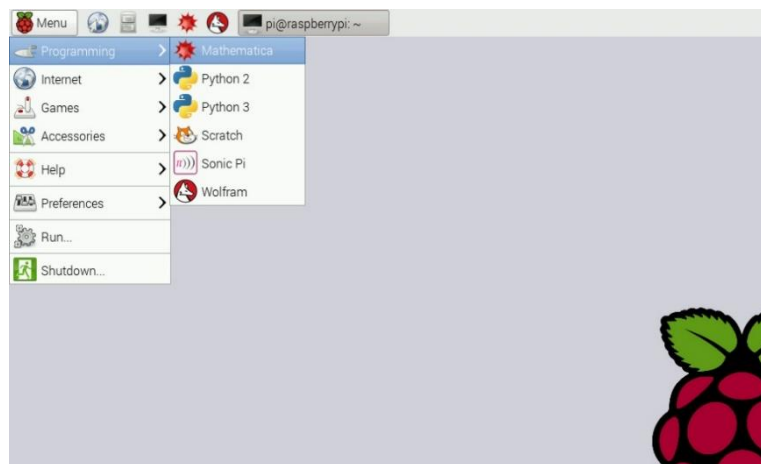 Menu
pi@raspberrypi: ~
Programming
Mathematica
Internet
Python 2
Games
Python 3
Accessories
Scratch
Help
Sonic Pi
Wolfram
Preferences
Run...
Shutdown...